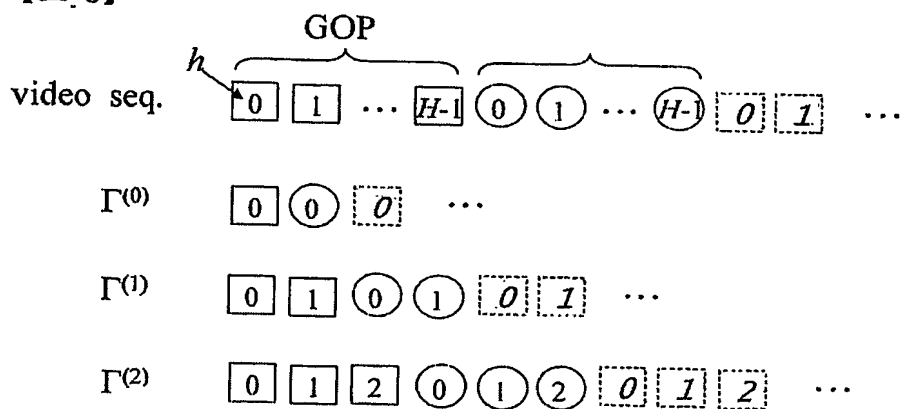 GOP
h
video seq. 0 1 ... H-1 0 1 ... H-1 0 1 ...
Γ(0) 0 0 0 ...
Γ(1) 0 1 0 1 0 1 ...
Γ(2) 0 1 2 0 1 2 0 1 2 ...